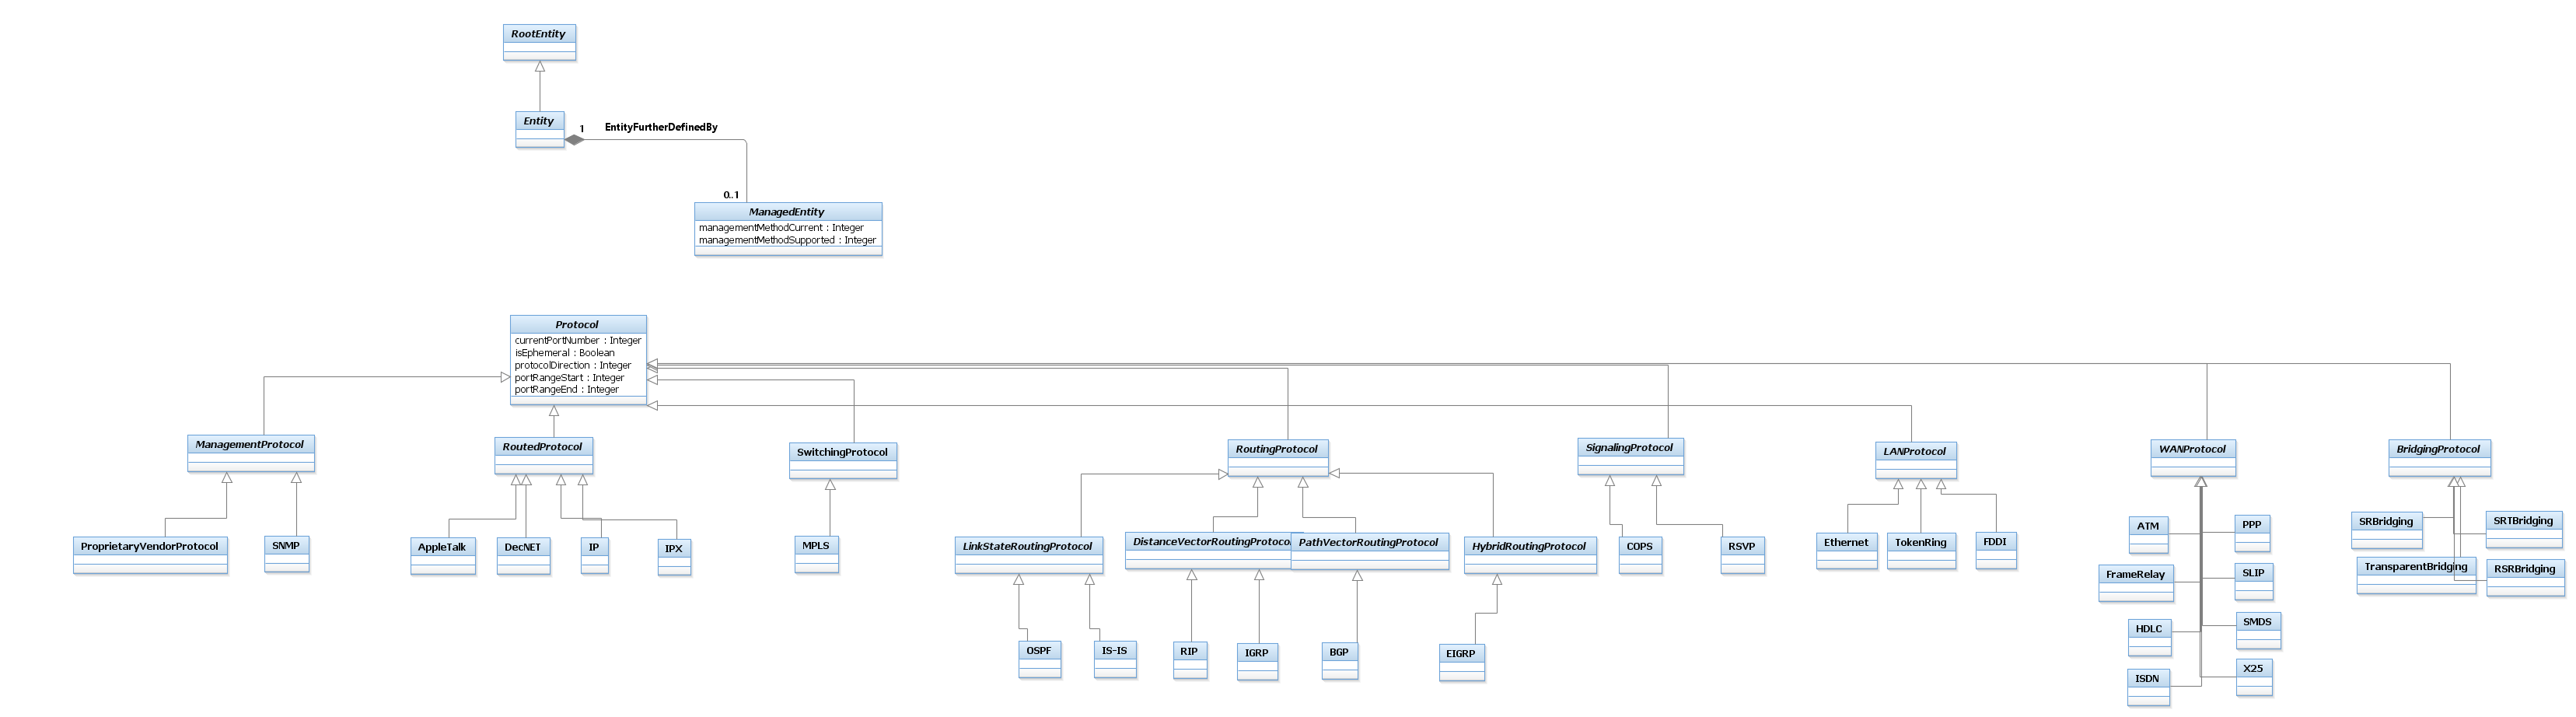 RootEntity
Entity
1
EntityFurtherDefinedBy
0..1
ManagedEntity
managementMethodCurrent : Integer
managementMethodSupported : Integer
Protocol
currentPortNumber : Integer
isEphemeral : Boolean
protocolDirection : Integer
portRangeStart : Integer
portRangeEnd : Integer
ManagementProtocol
RoutedProtocol
SwitchingProtocol
RoutingProtocol
SignalingProtocol
LANProtocol
WANProtocol
BridgingProtocol
ProprietaryVendorProtocol
SNMP
AppleTalk
DecNET
IP
IPX
MPLS
LinkStateRoutingProtocol
DistanceVectorRoutingProtocol
PathVectorRoutingProtocol
HybridRoutingProtocol
COPS
RSVP
Ethernet
TokenRing
FDDI
ATM
PPP
FrameRelay
SLIP
HDLC
SMDS
ISDN
X25
SRBridging
SRTBridging
TransparentBridging
RSRBridging
OSPF
IS-IS
RIP
IGRP
BGP
EIGRP